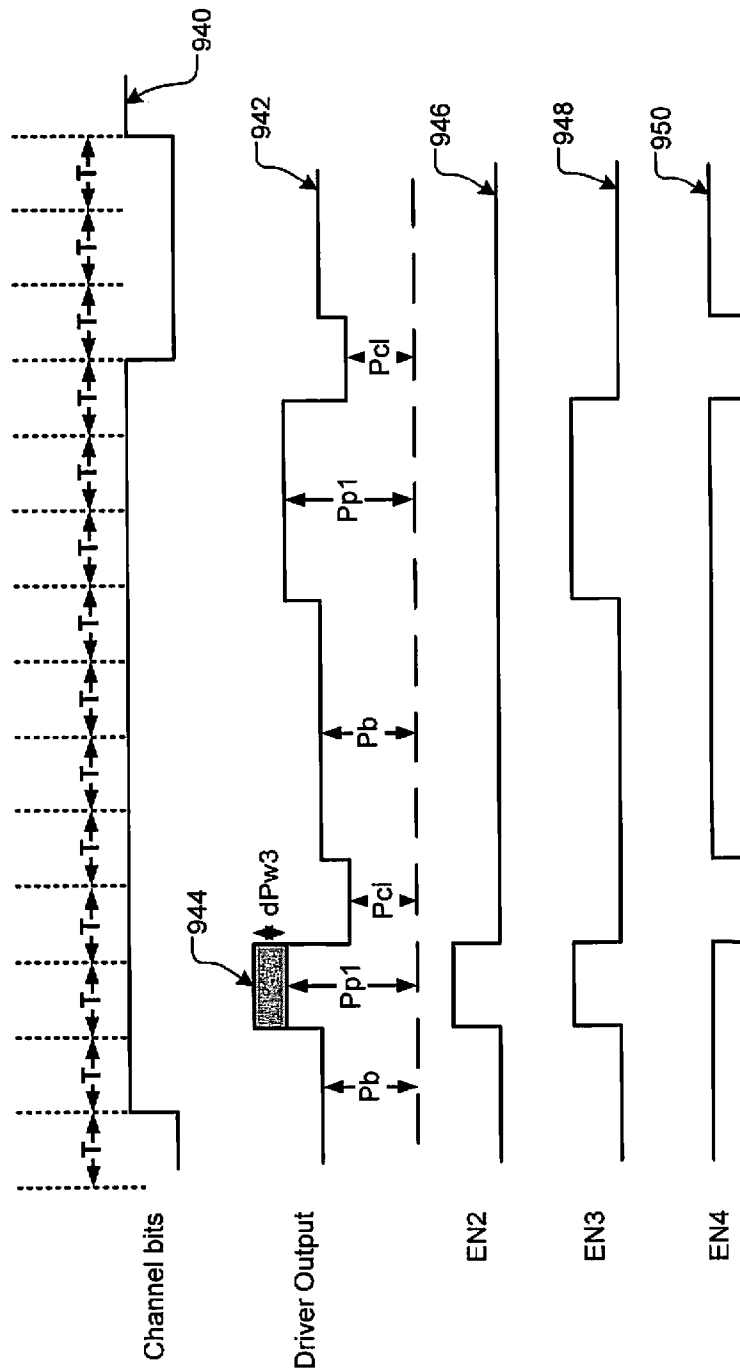 T T T T T T T T T T T T T T
Channel bits
940
944
dPw3
942
Driver Output
Pb
Pp1
Pcl
Pb
Pp1
Pcl
EN2
946
EN3
948
EN4
950